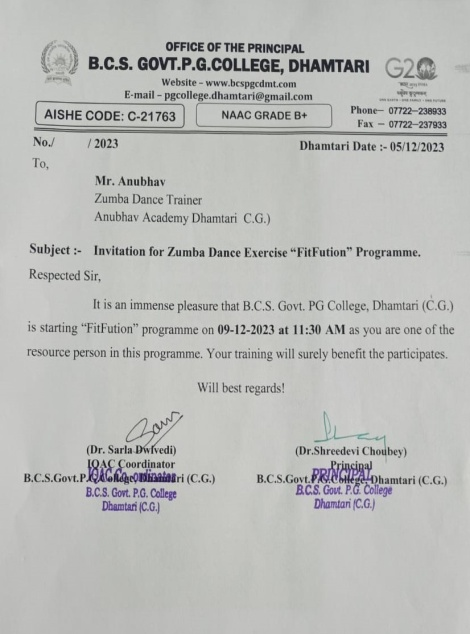 OFFICE OF THE PRINCIPAL
B.C.S. GOVT.P.G.COLLEGE, DHAMTARI
G20
Website – www.bcspgcdmt.com
E-mail – pgcollege.dhamtari@gmail.com
AISHE CODE: C-21763
NAAC GRADE B+
Phone– 07722-238933
Fax – 07722-237933
No./ / 2023
Dhamtari Date :- 05/12/2023
To,
Mr. Anubhav
Zumba Dance Trainer
Anubhav Academy Dhamtari C.G.)
Subject :- Invitation for Zumba Dance Exercise “FitFution” Programme.
Respected Sir,
It is an immense pleasure that B.C.S. Govt. PG College, Dhamtari (C.G.)
is starting “FitFution” programme on 09-12-2023 at 11:30 AM as you are one of the
resource person in this programme. Your training will surely benefit the participates.
Will best regards!
(Dr. Sarla Dwivedi)
IQAC Coordinator
B.C.S.Govt.P.G.College, Dhamtari (C.G.)
IQAC Co-ordinator
B.C.S. Govt. P.G. College
Dhamtari (C.G.)
(Dr.Shreedevi Choubey)
Principal
B.C.S.Govt.P.G.College, Dhamtari (C.G.)
PRINCIPAL
B.C.S. Govt. P.G. College
Dhamtari (C.G.)